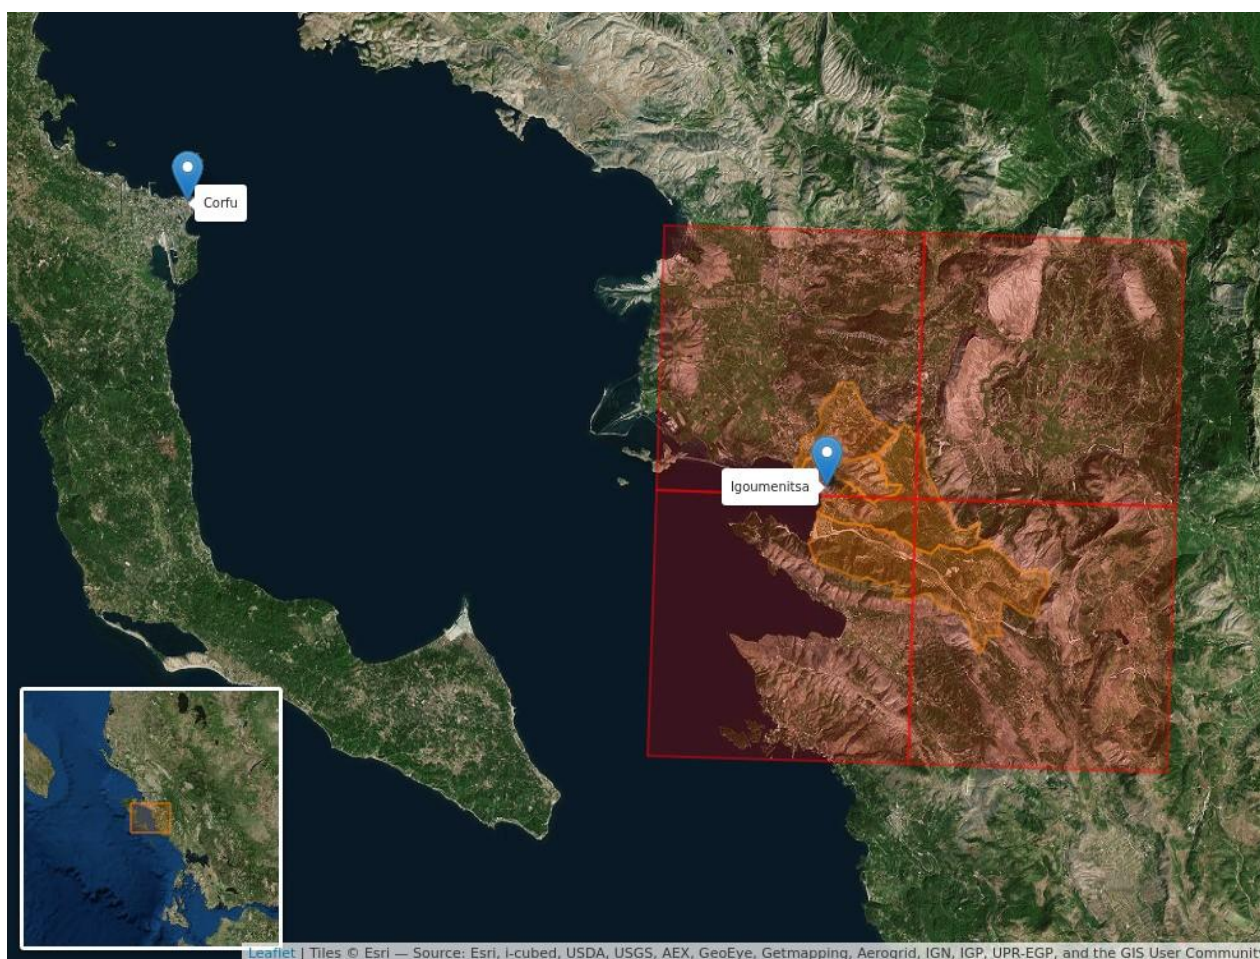 Corfu
Igoumenitsa
Leaflet | Tiles © Esri — Source: Esri, i-cubed, USDA, USGS, AEX, GeoEye, Getmapping, Aerogrid, IGN, IGP, UPR-EGP, and the GIS User Communit